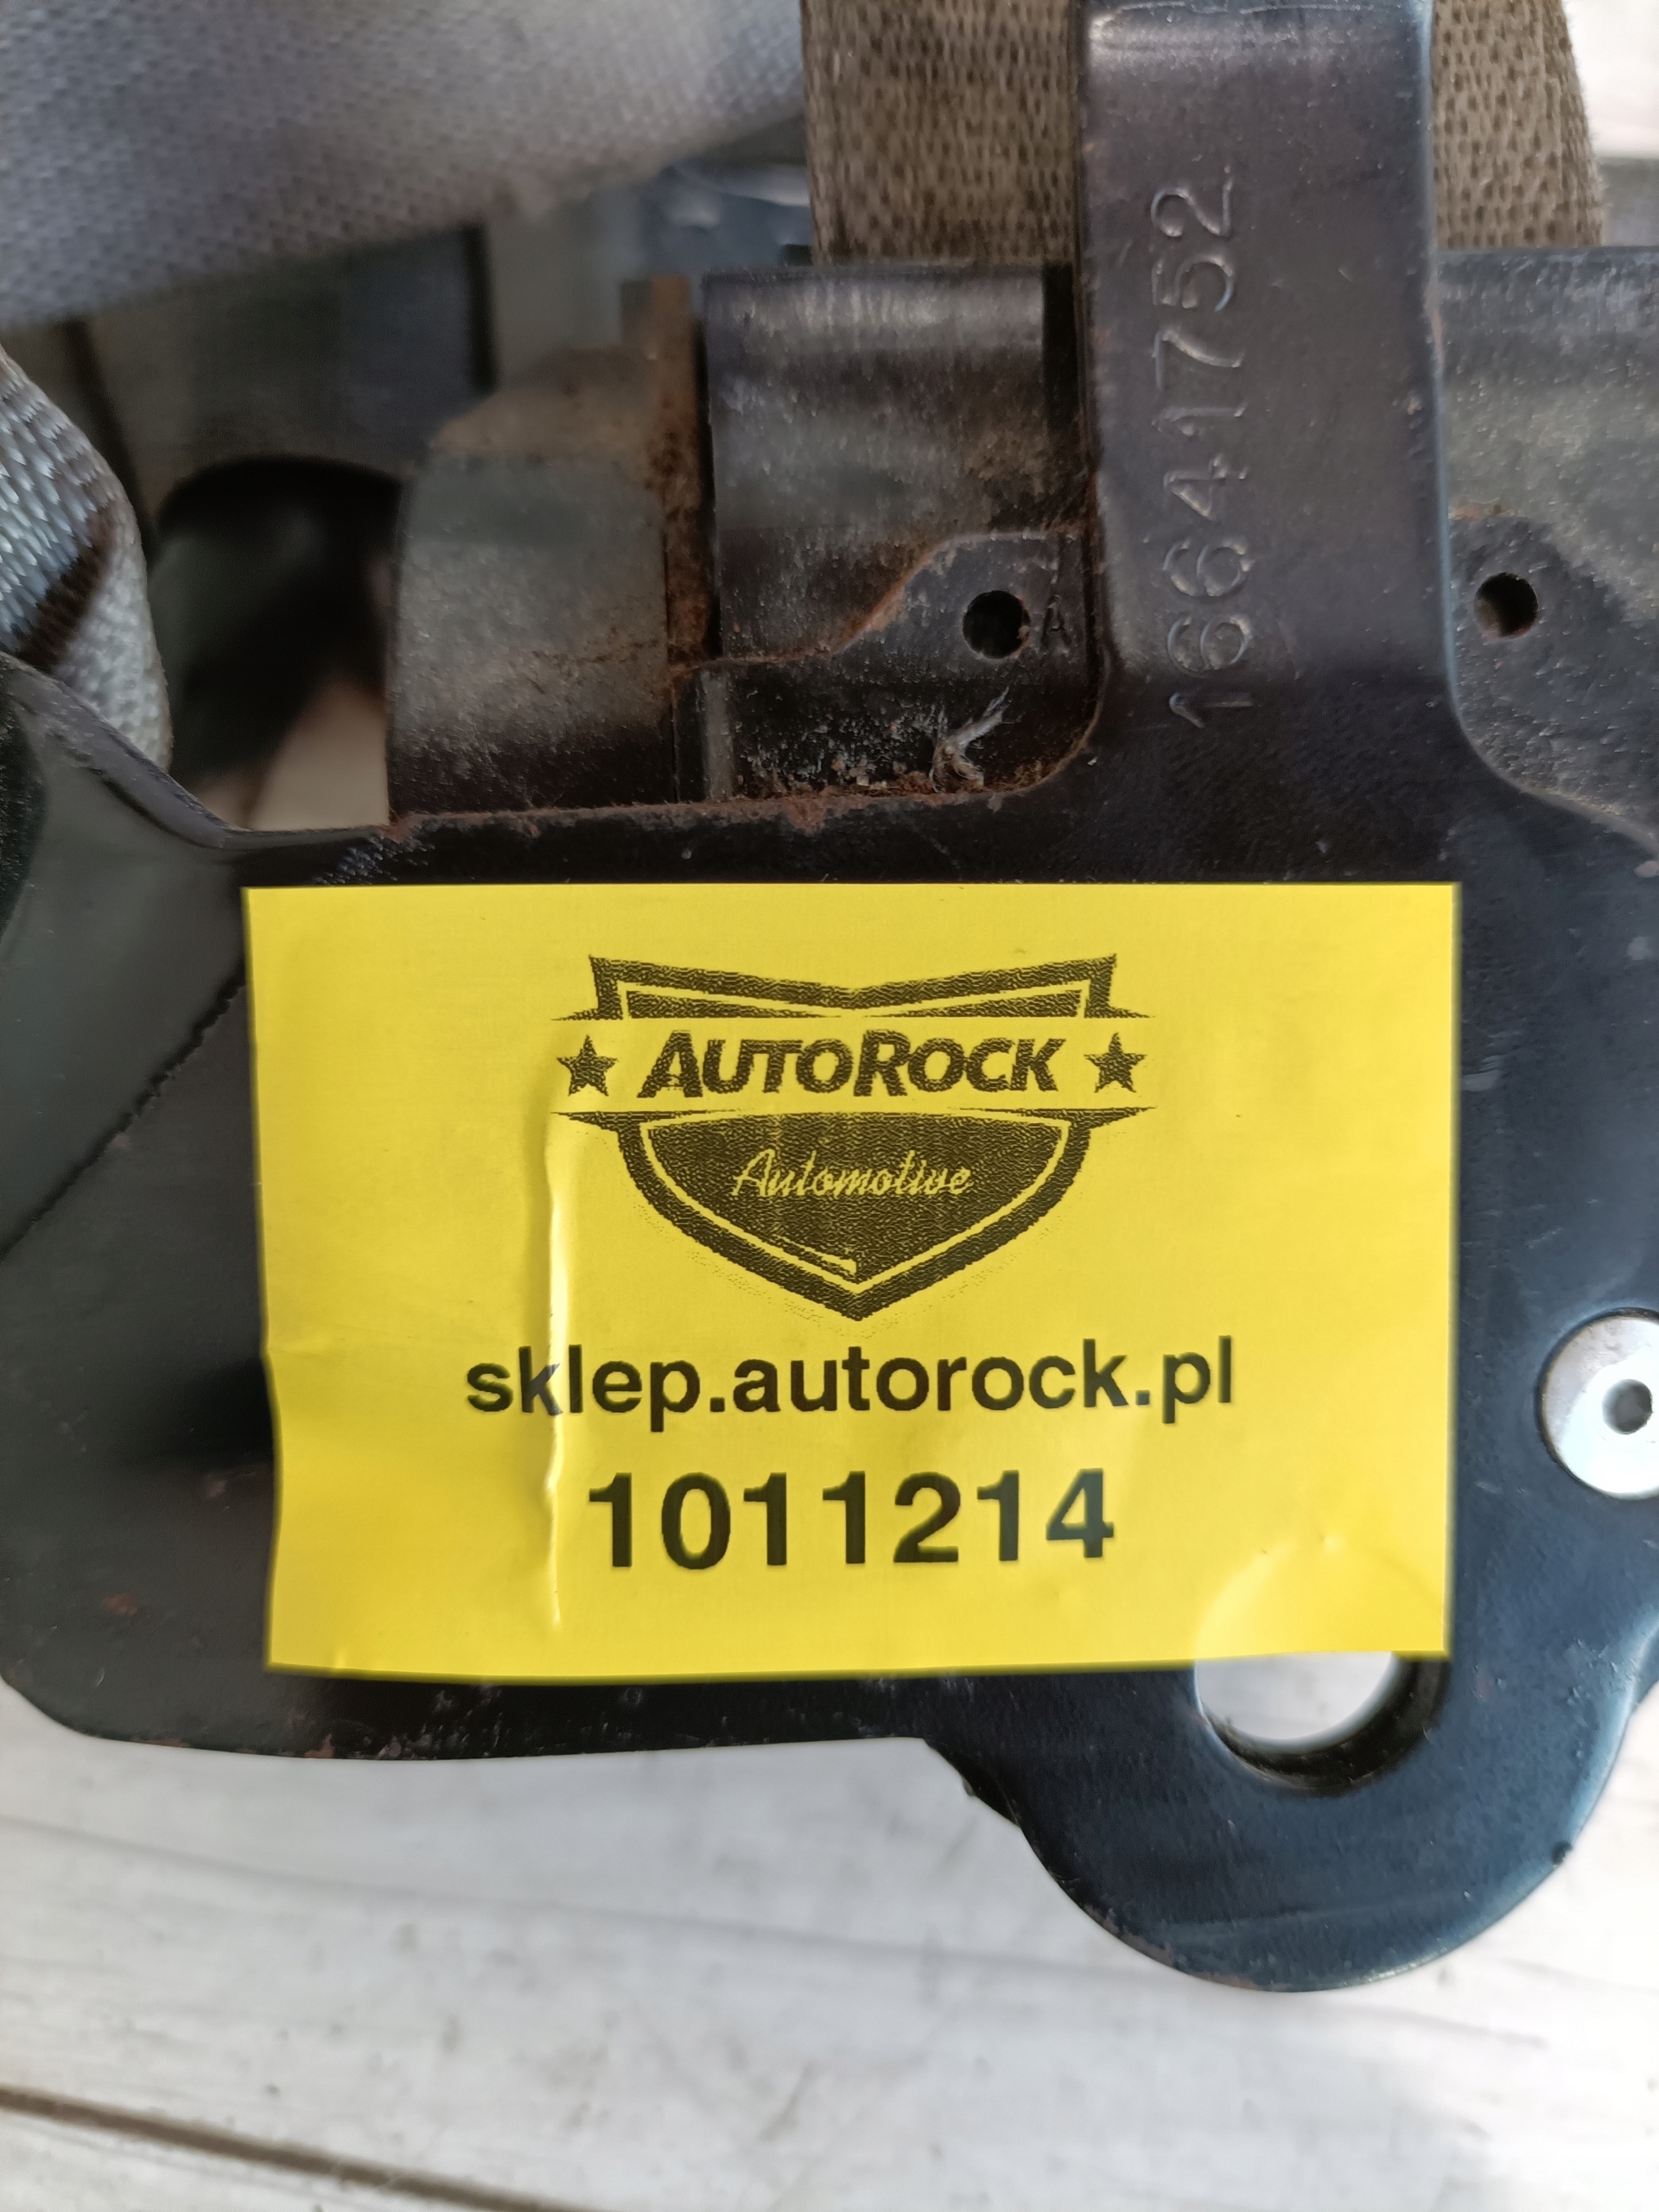 16641752
A
AUTOROCK
Automotive
sklep.autorock.pl
1011214